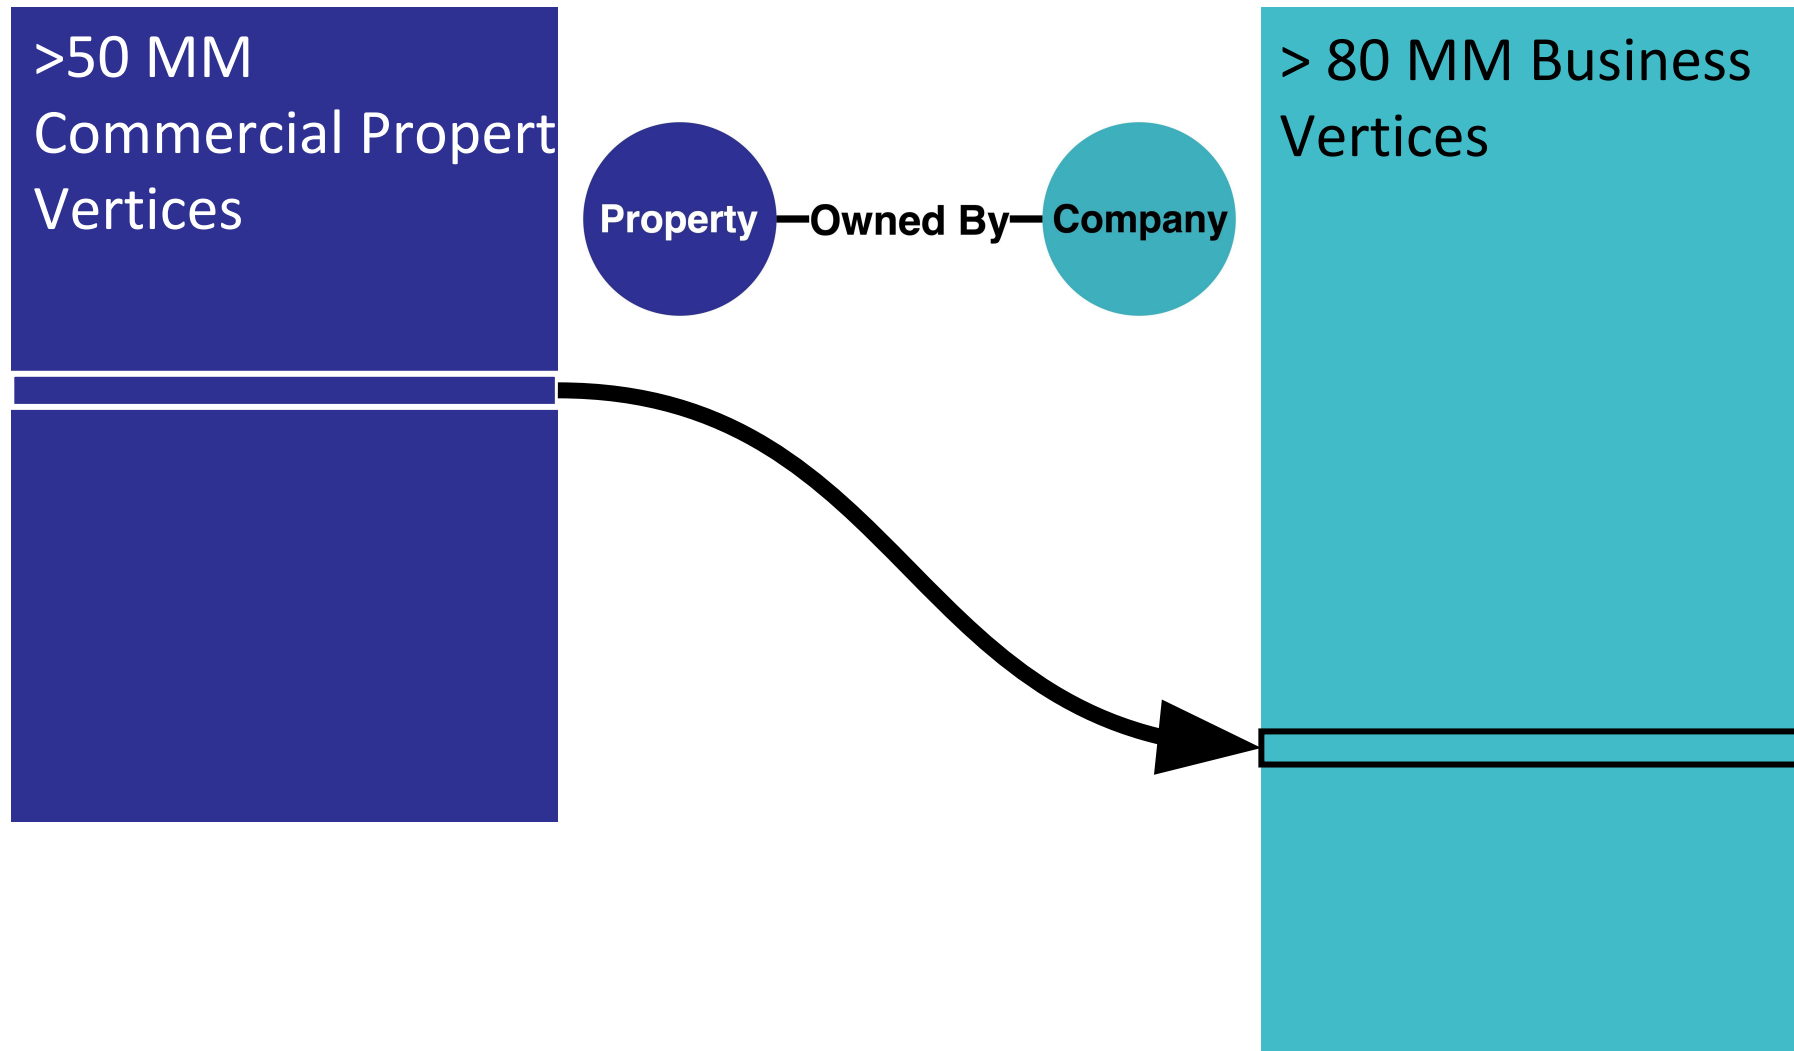 >50 MM
Commercial Propert
Vertices
Property
Owned By
Company
> 80 MM Business
Vertices